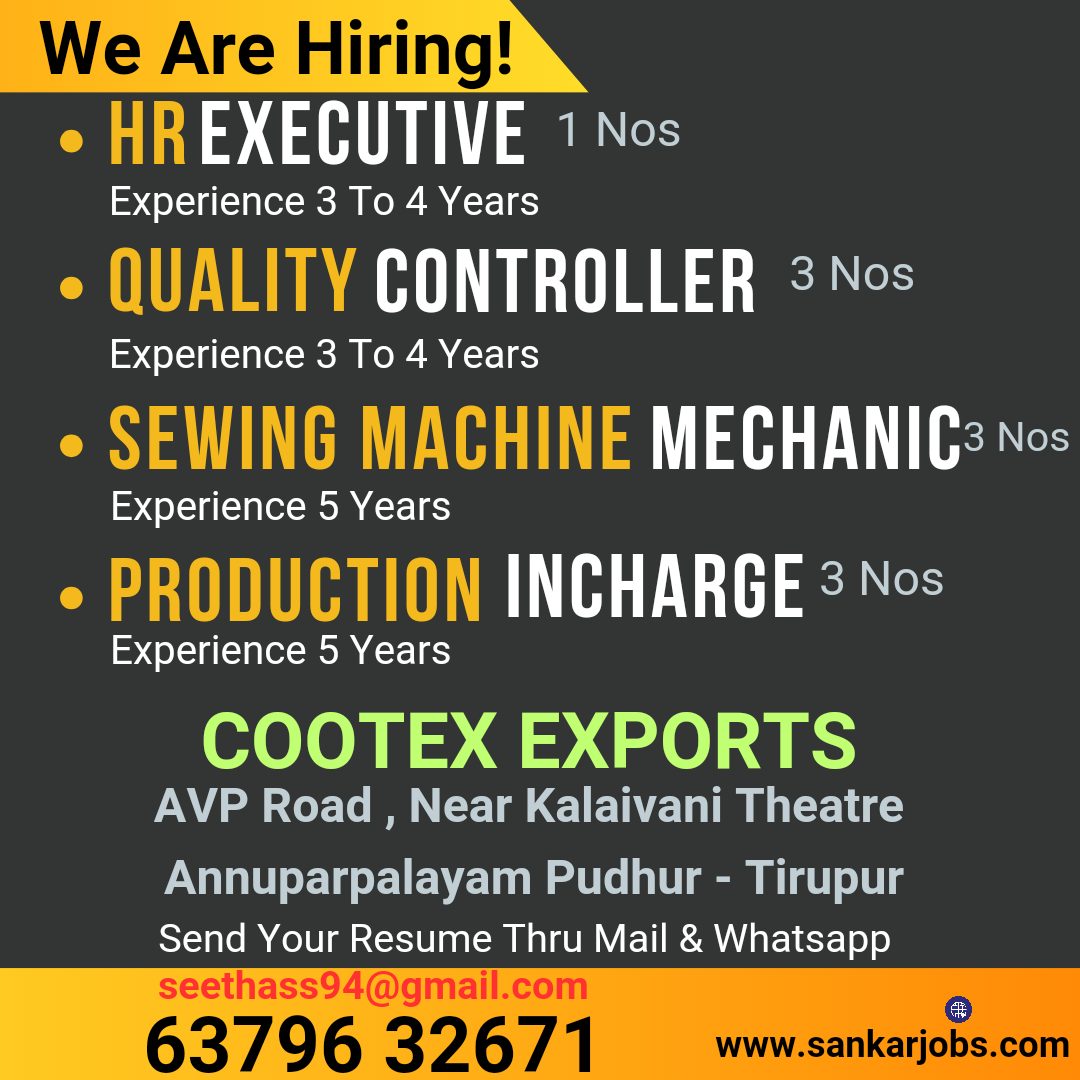 We Are Hiring!
HR EXECUTIVE 1 Nos
Experience 3 To 4 Years
QUALITY CONTROLLER 3 Nos
Experience 3 To 4 Years
SEWING MACHINE MECHANIC 3 Nos
Experience 5 Years
PRODUCTION INCHARGE 3 Nos
Experience 5 Years
COOTEX EXPORTS
AVP Road , Near Kalaivani Theatre
Annuparpalayam Pudhur - Tirupur
Send Your Resume Thru Mail & Whatsapp
seethass94@gmail.com
63796 32671
www.sankarjobs.com